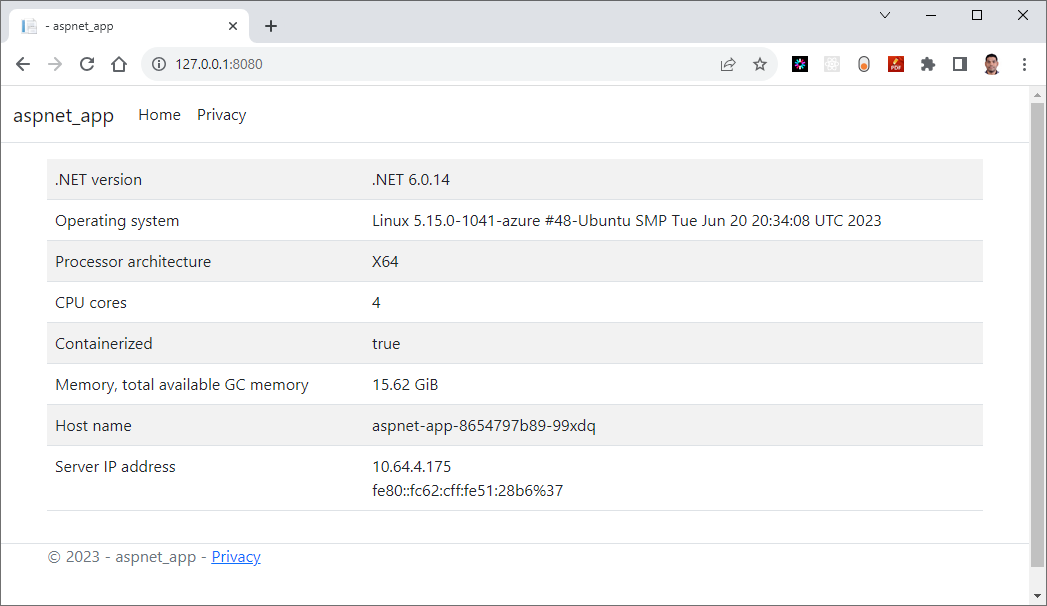 - aspnet_app
127.0.0.1:8080
PDF
aspnet_app Home Privacy
.NET version .NET 6.0.14
Operating system Linux 5.15.0-1041-azure #48-Ubuntu SMP Tue Jun 20 20:34:08 UTC 2023
Processor architecture X64
CPU cores 4
Containerized true
Memory, total available GC memory 15.62 GiB
Host name aspnet-app-8654797b89-99xdq
Server IP address 10.64.4.175
fe80::fc62:cff:fe51:28b6%37
© 2023 - aspnet_app - Privacy